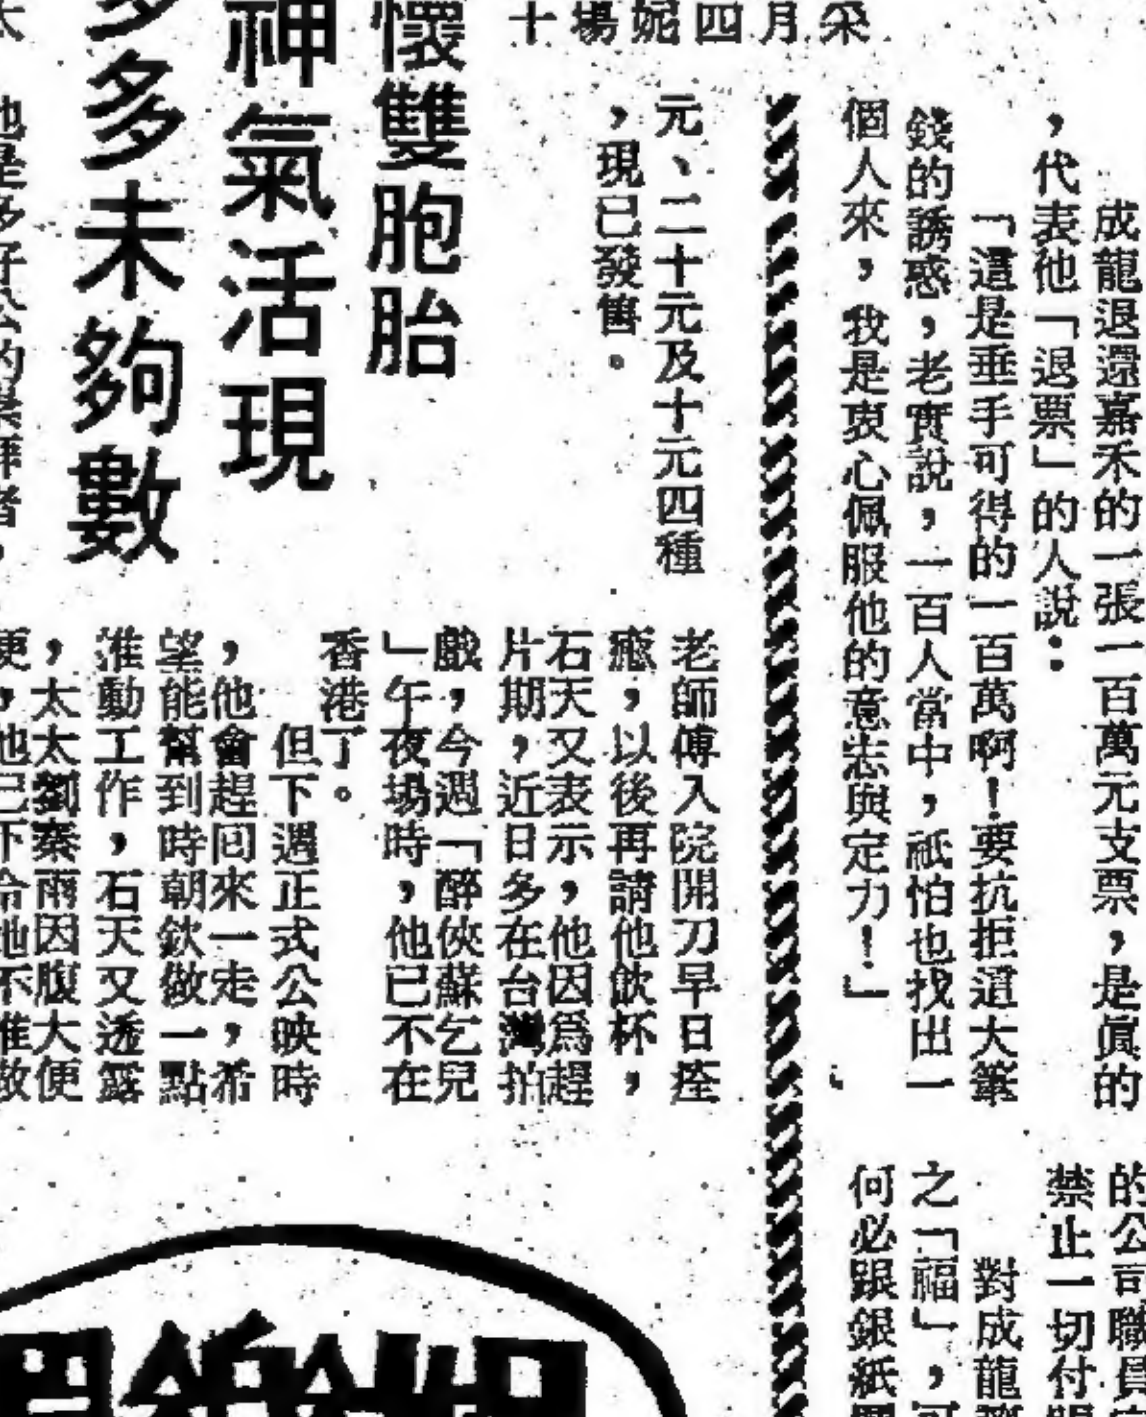 成龍退還嘉禾的一張一百萬元支票，是眞的
，代表他「退票」的人說：
「這是垂手可得的一百萬啊！要抗拒這大筆
錢的誘惑，老實說，一百人當中，祇怕也找出一
個人來，我是衷心佩服他的意志與定力！」
的公司職員
禁止一切付
對成龍
之「福」，
何必跟銀紙
采
月
四
妮
場
十
元、二十元及十元四種
，現已發售。
懷雙胞胎
神氣活現
多多未夠數
老師傅入院開刀早日痊
癒，以後再請他飲杯，
石天又表示，他因爲趕
片期，近日多在台灣拍
戲，今週「醉俠蘇乞兒
」午夜場時，他已不在
香港了。
但下週正式公映時
，他會趕回來一走，希
望能幫到時朝欽做一點
准動工作，石天又透露
，太太劉秦雨因腹大便
便，他已下令她不准做